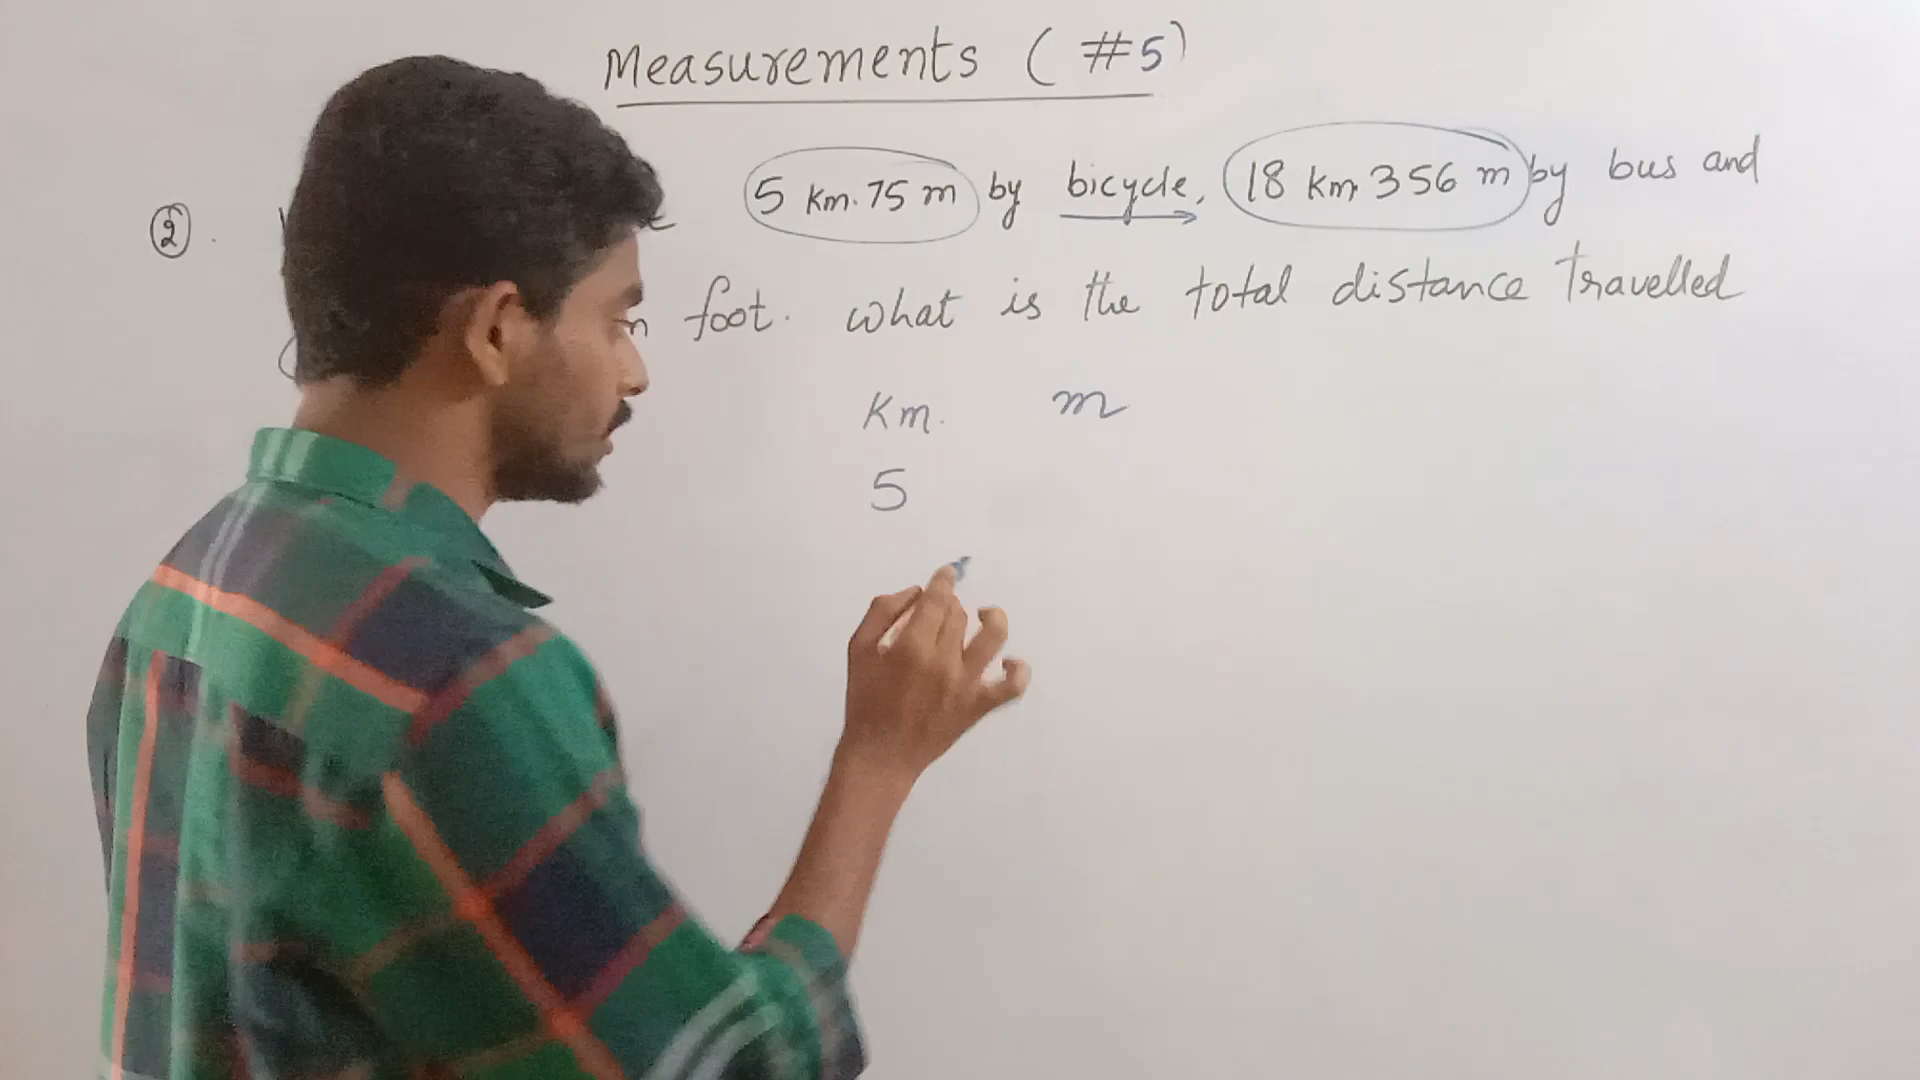 Measurements (#5)
② . 5 Km. 75 m by bicycle, 18 Km 356 m by bus and
foot. what is the total distance Travelled
Km. m
5